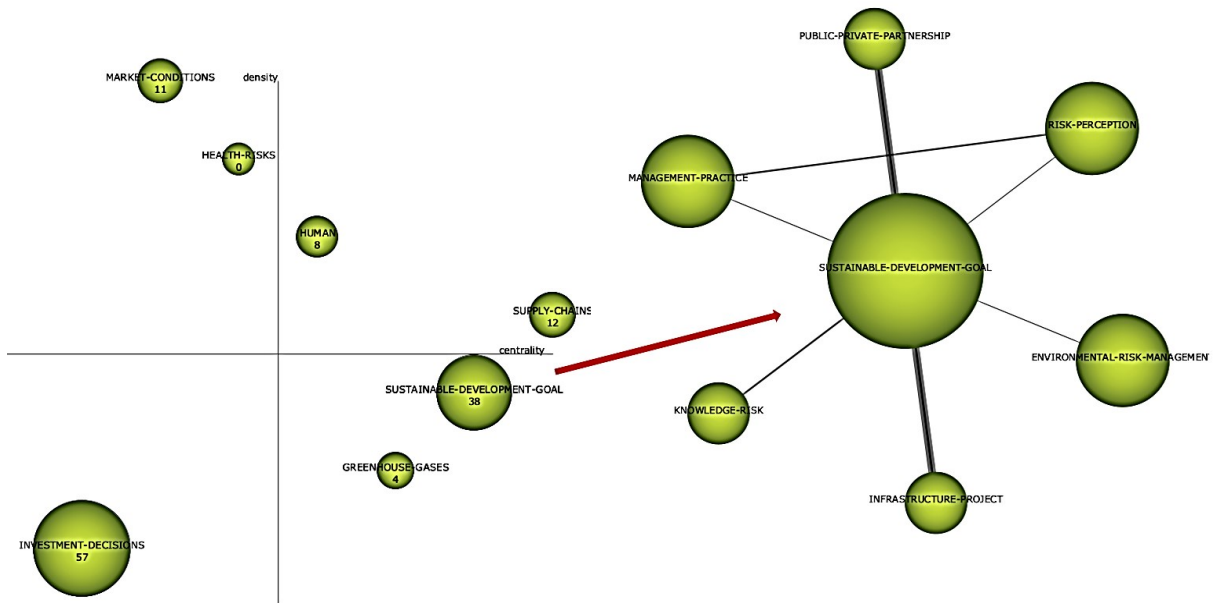 MARKET-CONDITIONS
11
density
HEALTH-RISKS
0
HUMAN
8
SUPPLY-CHAINS
12
centrality
SUSTAINABLE-DEVELOPMENT-GOAL
38
GREENHOUSE-GASES
4
INVESTMENT-DECISIONS
57
PUBLIC-PRIVATE-PARTNERSHIP
RISK-PERCEPTION
MANAGEMENT-PRACTICE
SUSTAINABLE-DEVELOPMENT-GOAL
ENVIRONMENTAL-RISK-MANAGEMEN
KNOWLEDGE-RISK
INFRASTRUCTURE-PROJECT